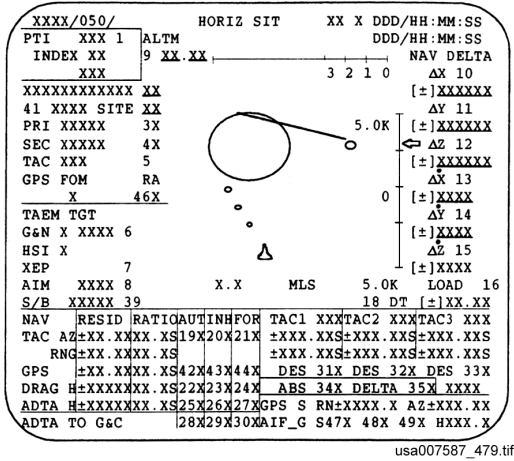 XXXX/050/ HORIZ SIT XX X DDD/HH:MM:SS
PTI XXX 1 ALTM DDD/HH:MM:SS
INDEX XX 9 XX.XX NAV DELTA
XXX 3 2 1 0 ΔX 10
XXXXXXXXXXXX XX [±]XXXXXX
41 XXXX SITE XX ΔY 11
PRI XXXXX 3X 5.0K [±]XXXXXX
SEC XXXXX 4X ΔZ 12
TAC XXX 5 [±]XXXXXX
GPS FOM RA ΔẊ 13
X 46X 0 [±]XXXX
TAEM TGT ΔẎ 14
G&N X XXXX 6 [±]XXXX
HSI X ΔŻ 15
XEP 7 [±]XXXX
AIM XXXX 8 X.X MLS 5.0K LOAD 16
S/B XXXXX 39 18 DT [±]XX.XX
NAV RESID RATIO AUT INH FOR TAC1 XXX TAC2 XXX TAC3 XXX
TAC AZ ±XX.XX XX.XS 19X 20X 21X ±XXX.XX ±XX.XXS ±XX.XXS
RNG ±XX.XX XX.XS ±XXX.XX ±XX.XXS ±XX.XXS
GPS ±XX.XX XX.XS 42X 43X 44X DES 31X DES 32X DES 33X
DRAG H ±XXXXX XX.XS 22X 23X 24X ABS 34X DELTA 35X XXXX
ADTA H ±XXXXX XX.XS 25X 26X 27X GPS S RN±XXXX.X AZ±XXX.XX
ADTA TO G&C 28X 29X 30X AIF_G S47X 48X 49X HXXX.X
usa007587_479.tif